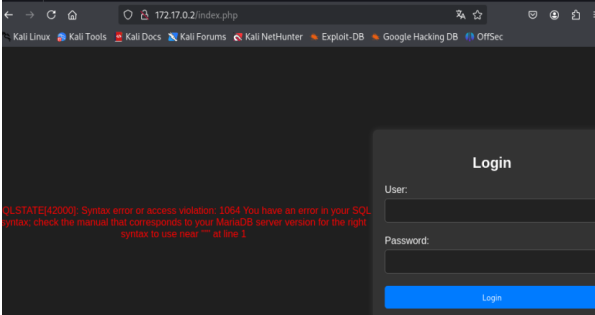 172.17.0.2/index.php
Kali Linux Kali Tools Kali Docs Kali Forums Kali NetHunter Exploit-DB Google Hacking DB OffSec
Login
User:
QLSTATE[42000]: Syntax error or access violation: 1064 You have an error in your SQL
syntax; check the manual that corresponds to your MariaDB server version for the right
syntax to use near '''' at line 1
Password:
Login